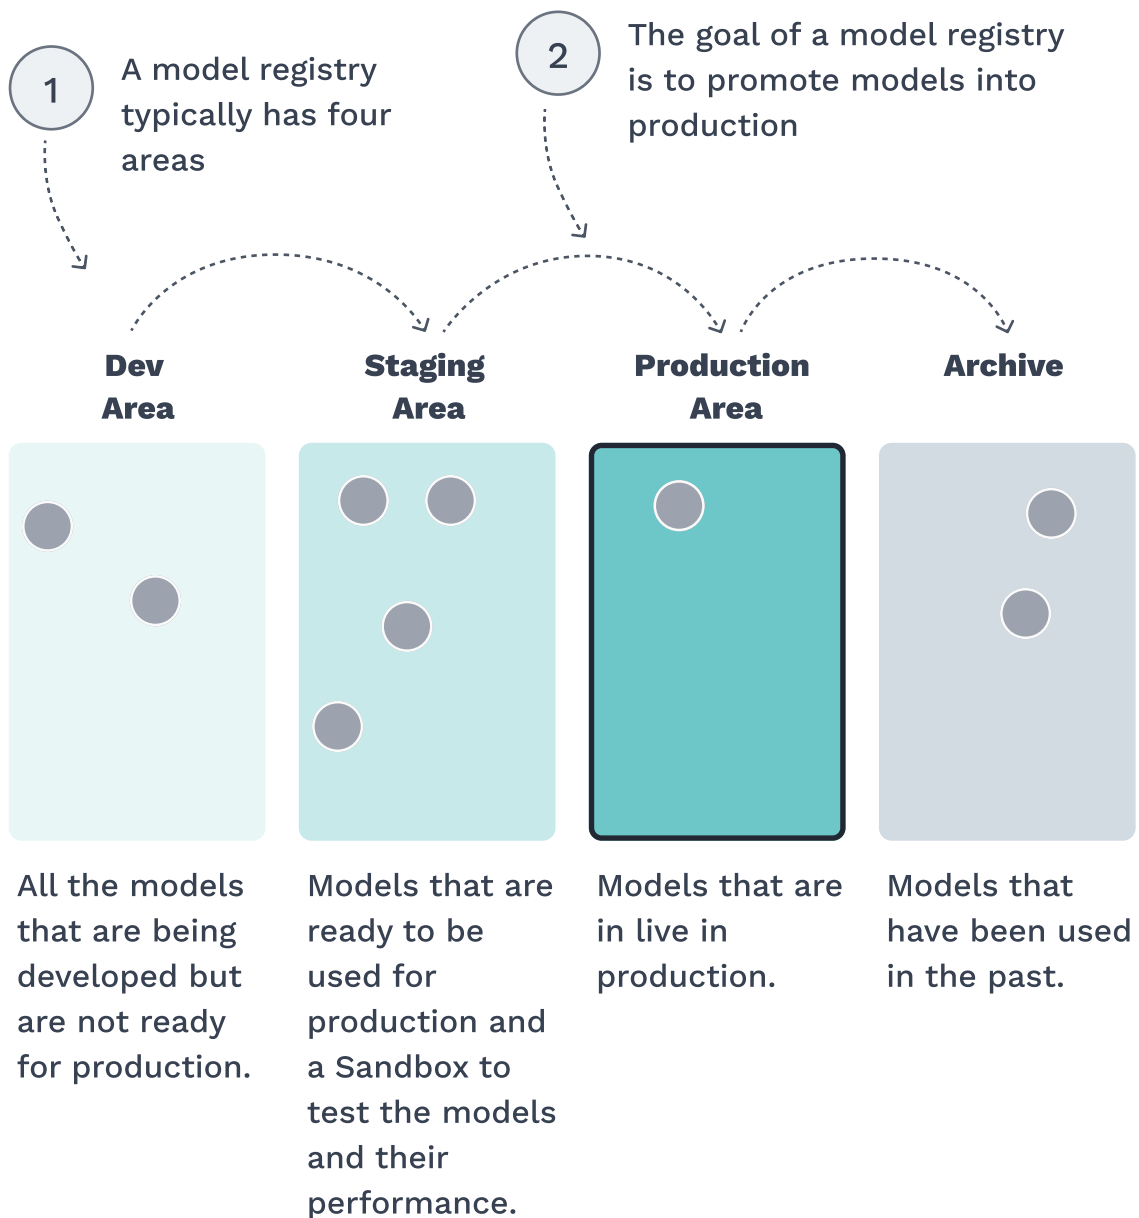 1
A model registry
typically has four
areas
2
The goal of a model registry
is to promote models into
production
Dev
Area
Staging
Area
Production
Area
Archive
All the models
that are being
developed but
are not ready
for production.
Models that are
ready to be
used for
production and
a Sandbox to
test the models
and their
performance.
Models that are
in live in
production.
Models that
have been used
in the past.